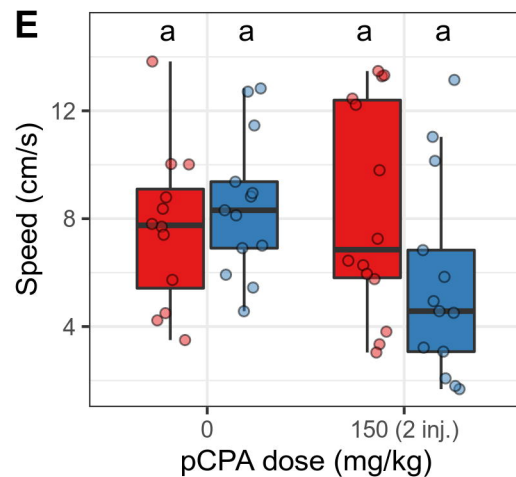 E
a a a a
Speed (cm/s)
12
8
4
0 150 (2 inj.)
pCPA dose (mg/kg)